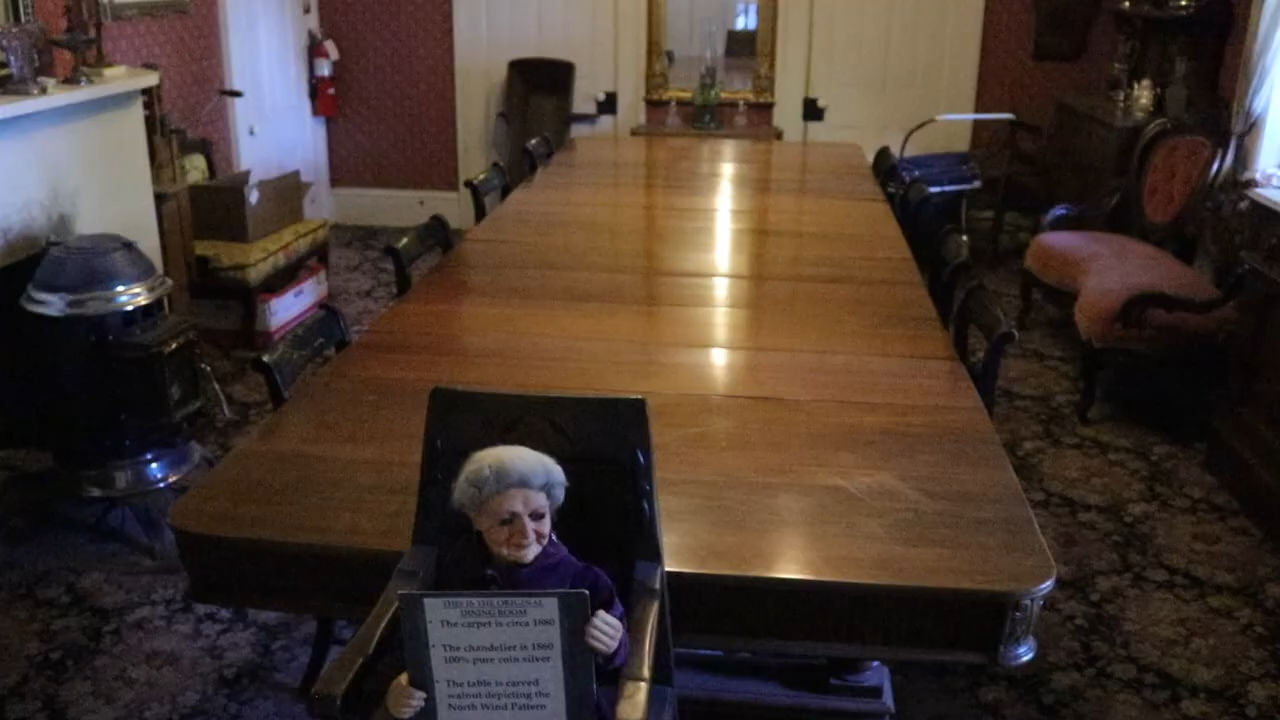 THIS IS THE ORIGINAL
DINING ROOM
* The carpet is circa 1880
* The chandelier is 1860
100% pure coin silver
* The table is carved
walnut depicting the
North Wind Pattern